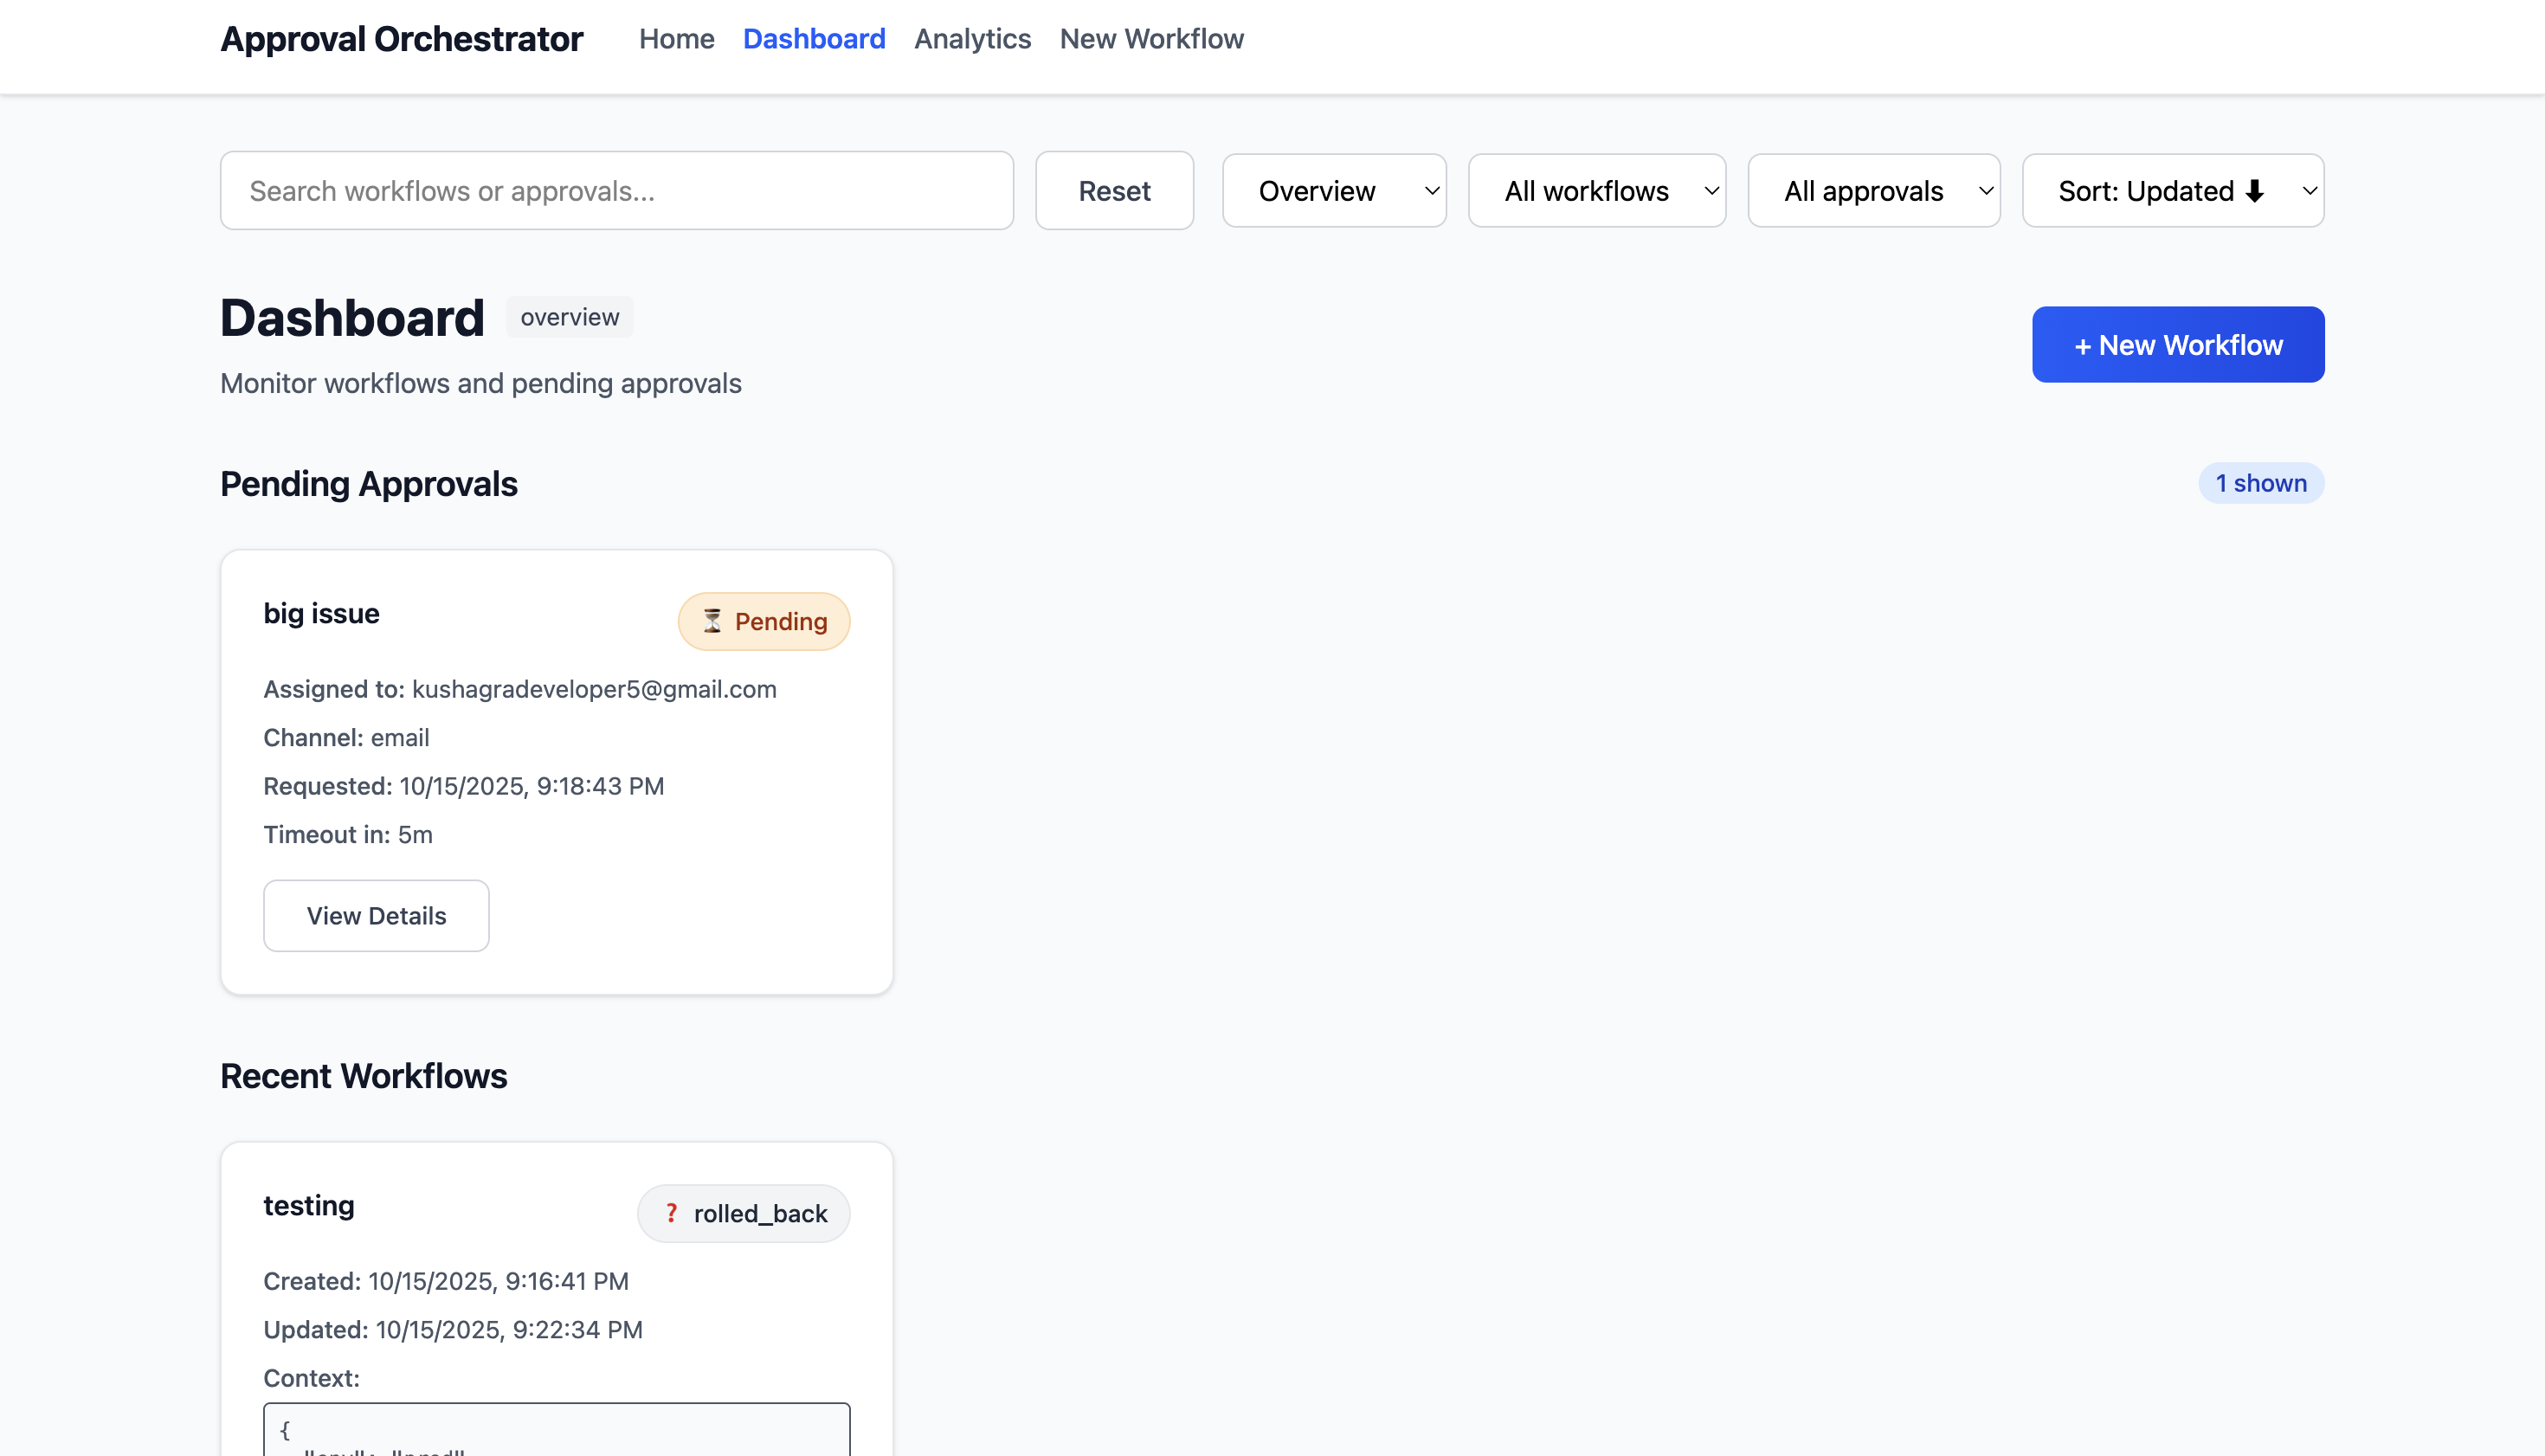 Approval Orchestrator Home Dashboard Analytics New Workflow
Search workflows or approvals... Reset Overview All workflows All approvals Sort: Updated ⬇
Dashboard overview
+ New Workflow
Monitor workflows and pending approvals
Pending Approvals 1 shown
big issue ⏳ Pending
Assigned to: kushagradeveloper5@gmail.com
Channel: email
Requested: 10/15/2025, 9:18:43 PM
Timeout in: 5m
View Details
Recent Workflows
testing ❓ rolled_back
Created: 10/15/2025, 9:16:41 PM
Updated: 10/15/2025, 9:22:34 PM
Context:
{